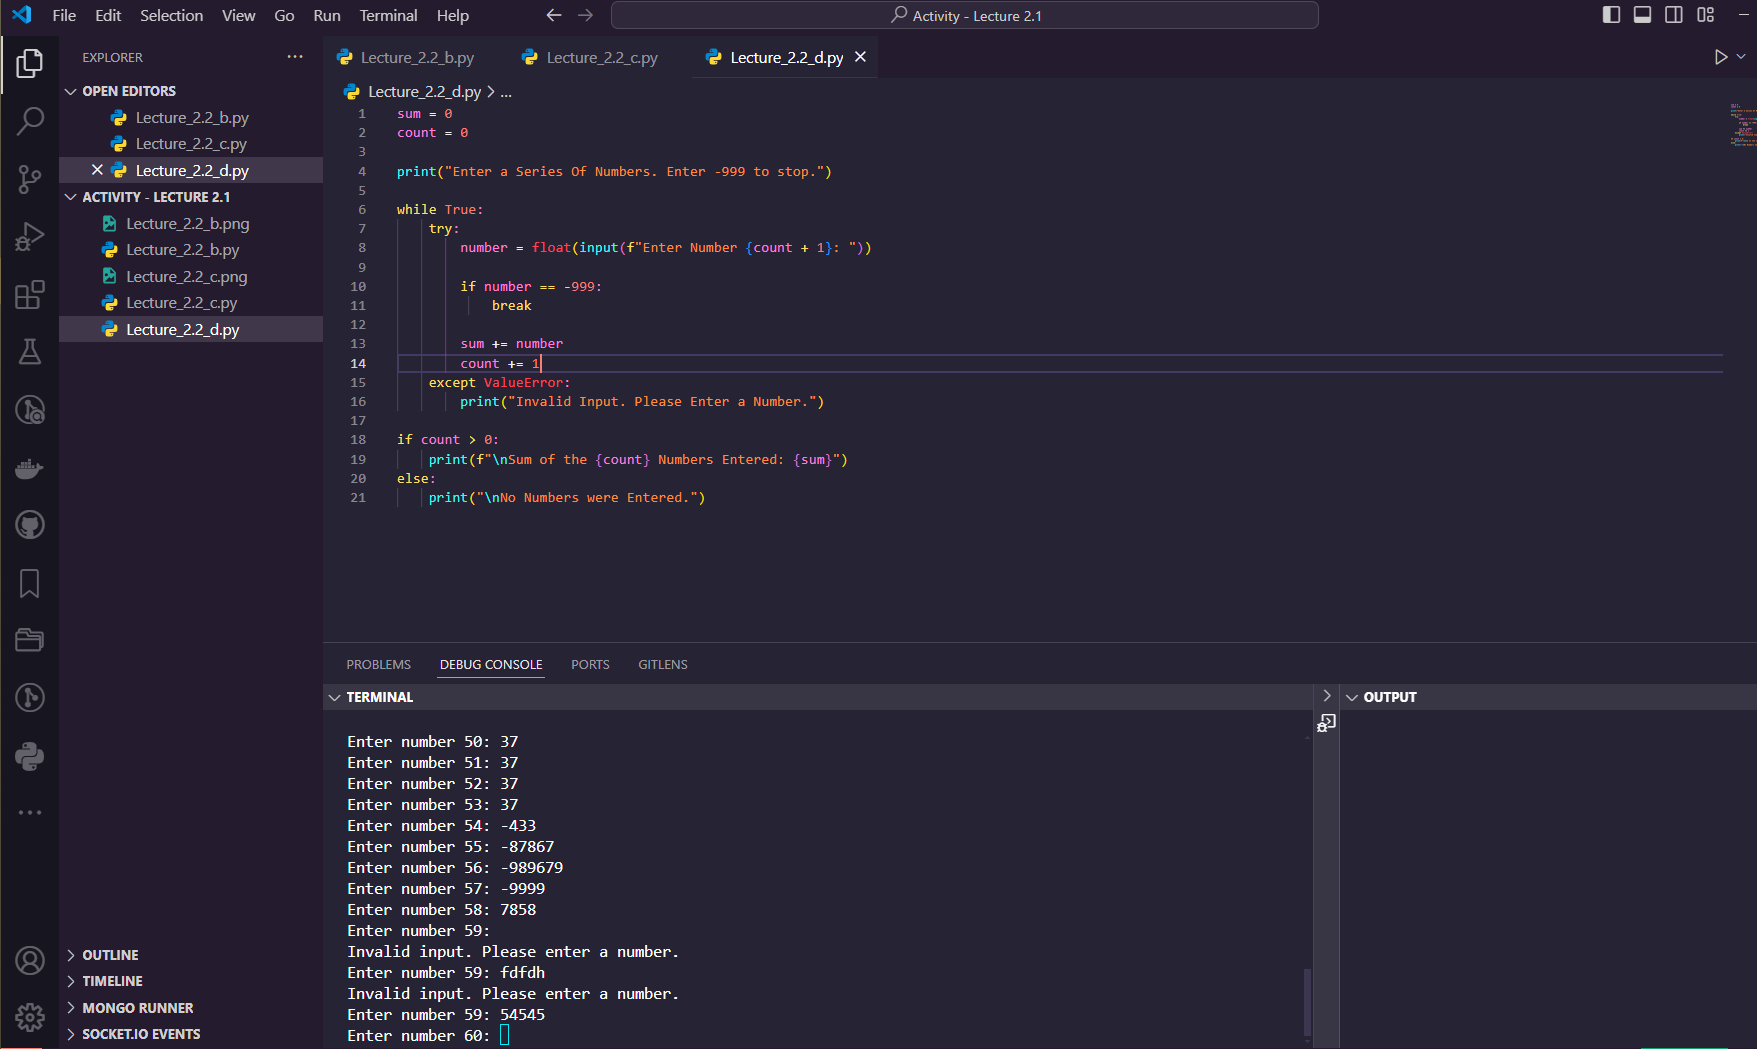 File Edit Selection View Go Run Terminal Help
Activity - Lecture 2.1
EXPLORER
OPEN EDITORS
Lecture_2.2_b.py
Lecture_2.2_c.py
Lecture_2.2_d.py
ACTIVITY - LECTURE 2.1
Lecture_2.2_b.png
Lecture_2.2_b.py
Lecture_2.2_c.png
Lecture_2.2_c.py
Lecture_2.2_d.py
OUTLINE
TIMELINE
MONGO RUNNER
SOCKET.IO EVENTS
Lecture_2.2_b.py Lecture_2.2_c.py Lecture_2.2_d.py
Lecture_2.2_d.py > ...
1 sum = 0
2 count = 0
3
4 print("Enter a Series Of Numbers. Enter -999 to stop.")
5
6 while True:
7 try:
8 number = float(input(f"Enter Number {count + 1}: "))
9
10 if number == -999:
11 break
12
13 sum += number
14 count += 1
15 except ValueError:
16 print("Invalid Input. Please Enter a Number.")
17
18 if count > 0:
19 print(f"\nSum of the {count} Numbers Entered: {sum}")
20 else:
21 print("\nNo Numbers were Entered.")
PROBLEMS DEBUG CONSOLE PORTS GITLENS
TERMINAL
Enter number 50: 37
Enter number 51: 37
Enter number 52: 37
Enter number 53: 37
Enter number 54: -433
Enter number 55: -87867
Enter number 56: -989679
Enter number 57: -9999
Enter number 58: 7858
Enter number 59:
Invalid input. Please enter a number.
Enter number 59: fdfdh
Invalid input. Please enter a number.
Enter number 59: 54545
Enter number 60:
OUTPUT